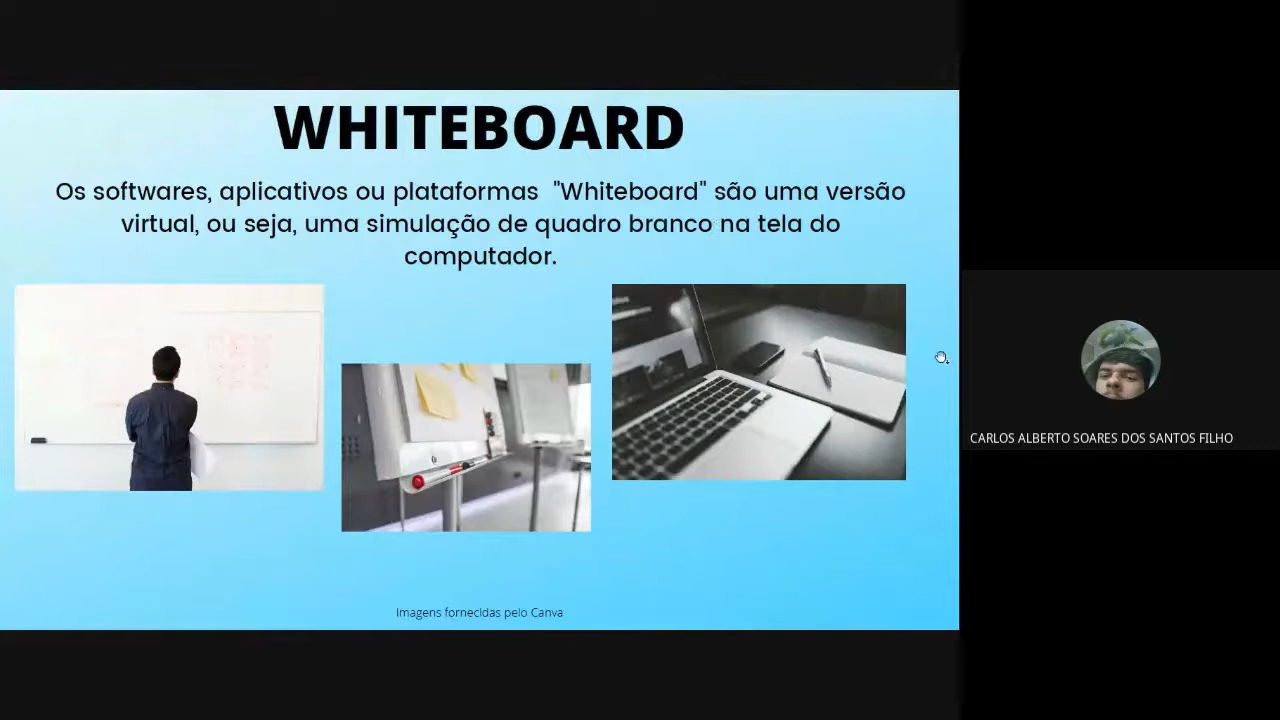 WHITEBOARD
Os softwares, aplicativos ou plataformas "Whiteboard" são uma versão
virtual, ou seja, uma simulação de quadro branco na tela do
computador.
Imagens fornecidas pelo Canva
CARLOS ALBERTO SOARES DOS SANTOS FILHO